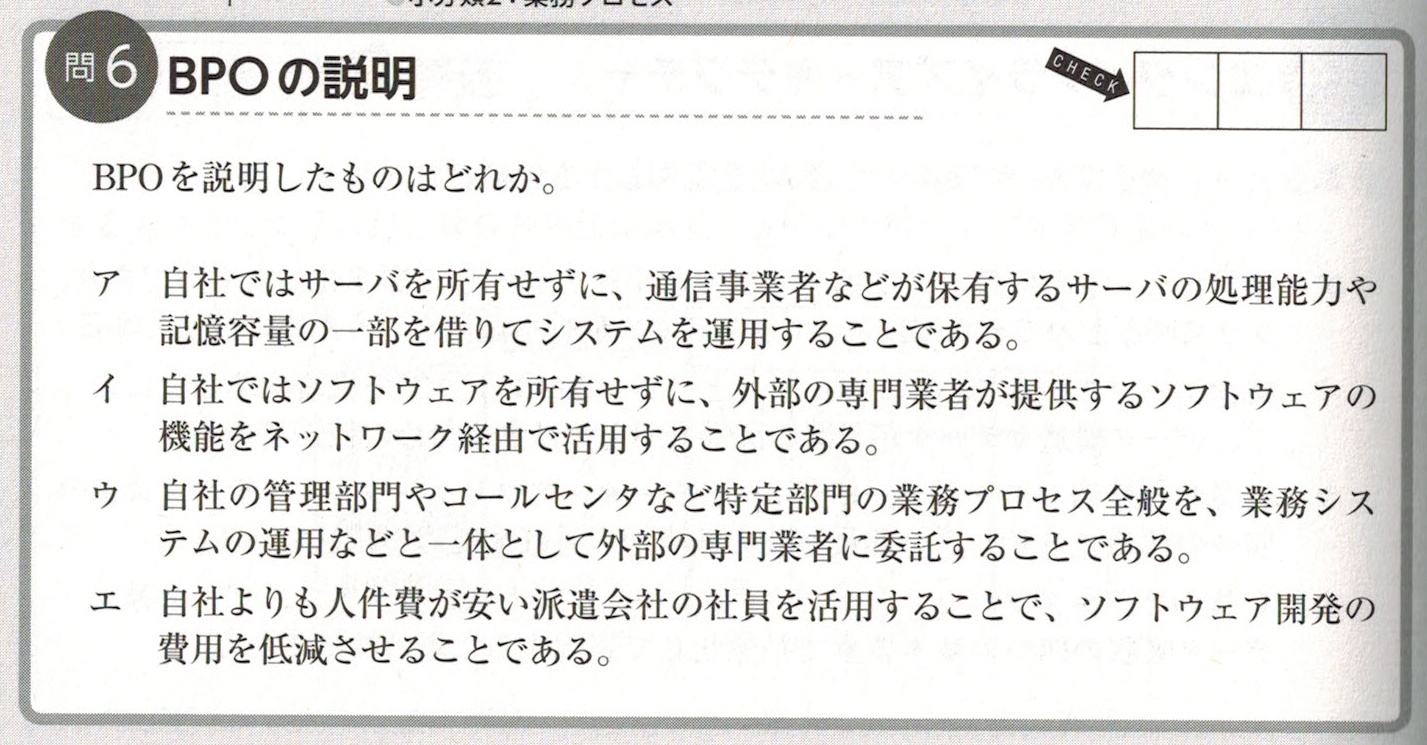 小分類2：業務プロセス
問6 BPOの説明
CHECK
BPOを説明したものはどれか。
ア 自社ではサーバを所有せずに、通信事業者などが保有するサーバの処理能力や
記憶容量の一部を借りてシステムを運用することである。
イ 自社ではソフトウェアを所有せずに、外部の専門業者が提供するソフトウェアの
機能をネットワーク経由で活用することである。
ウ 自社の管理部門やコールセンタなど特定部門の業務プロセス全般を、業務シス
テムの運用などと一体として外部の専門業者に委託することである。
エ 自社よりも人件費が安い派遣会社の社員を活用することで、ソフトウェア開発の
費用を低減させることである。